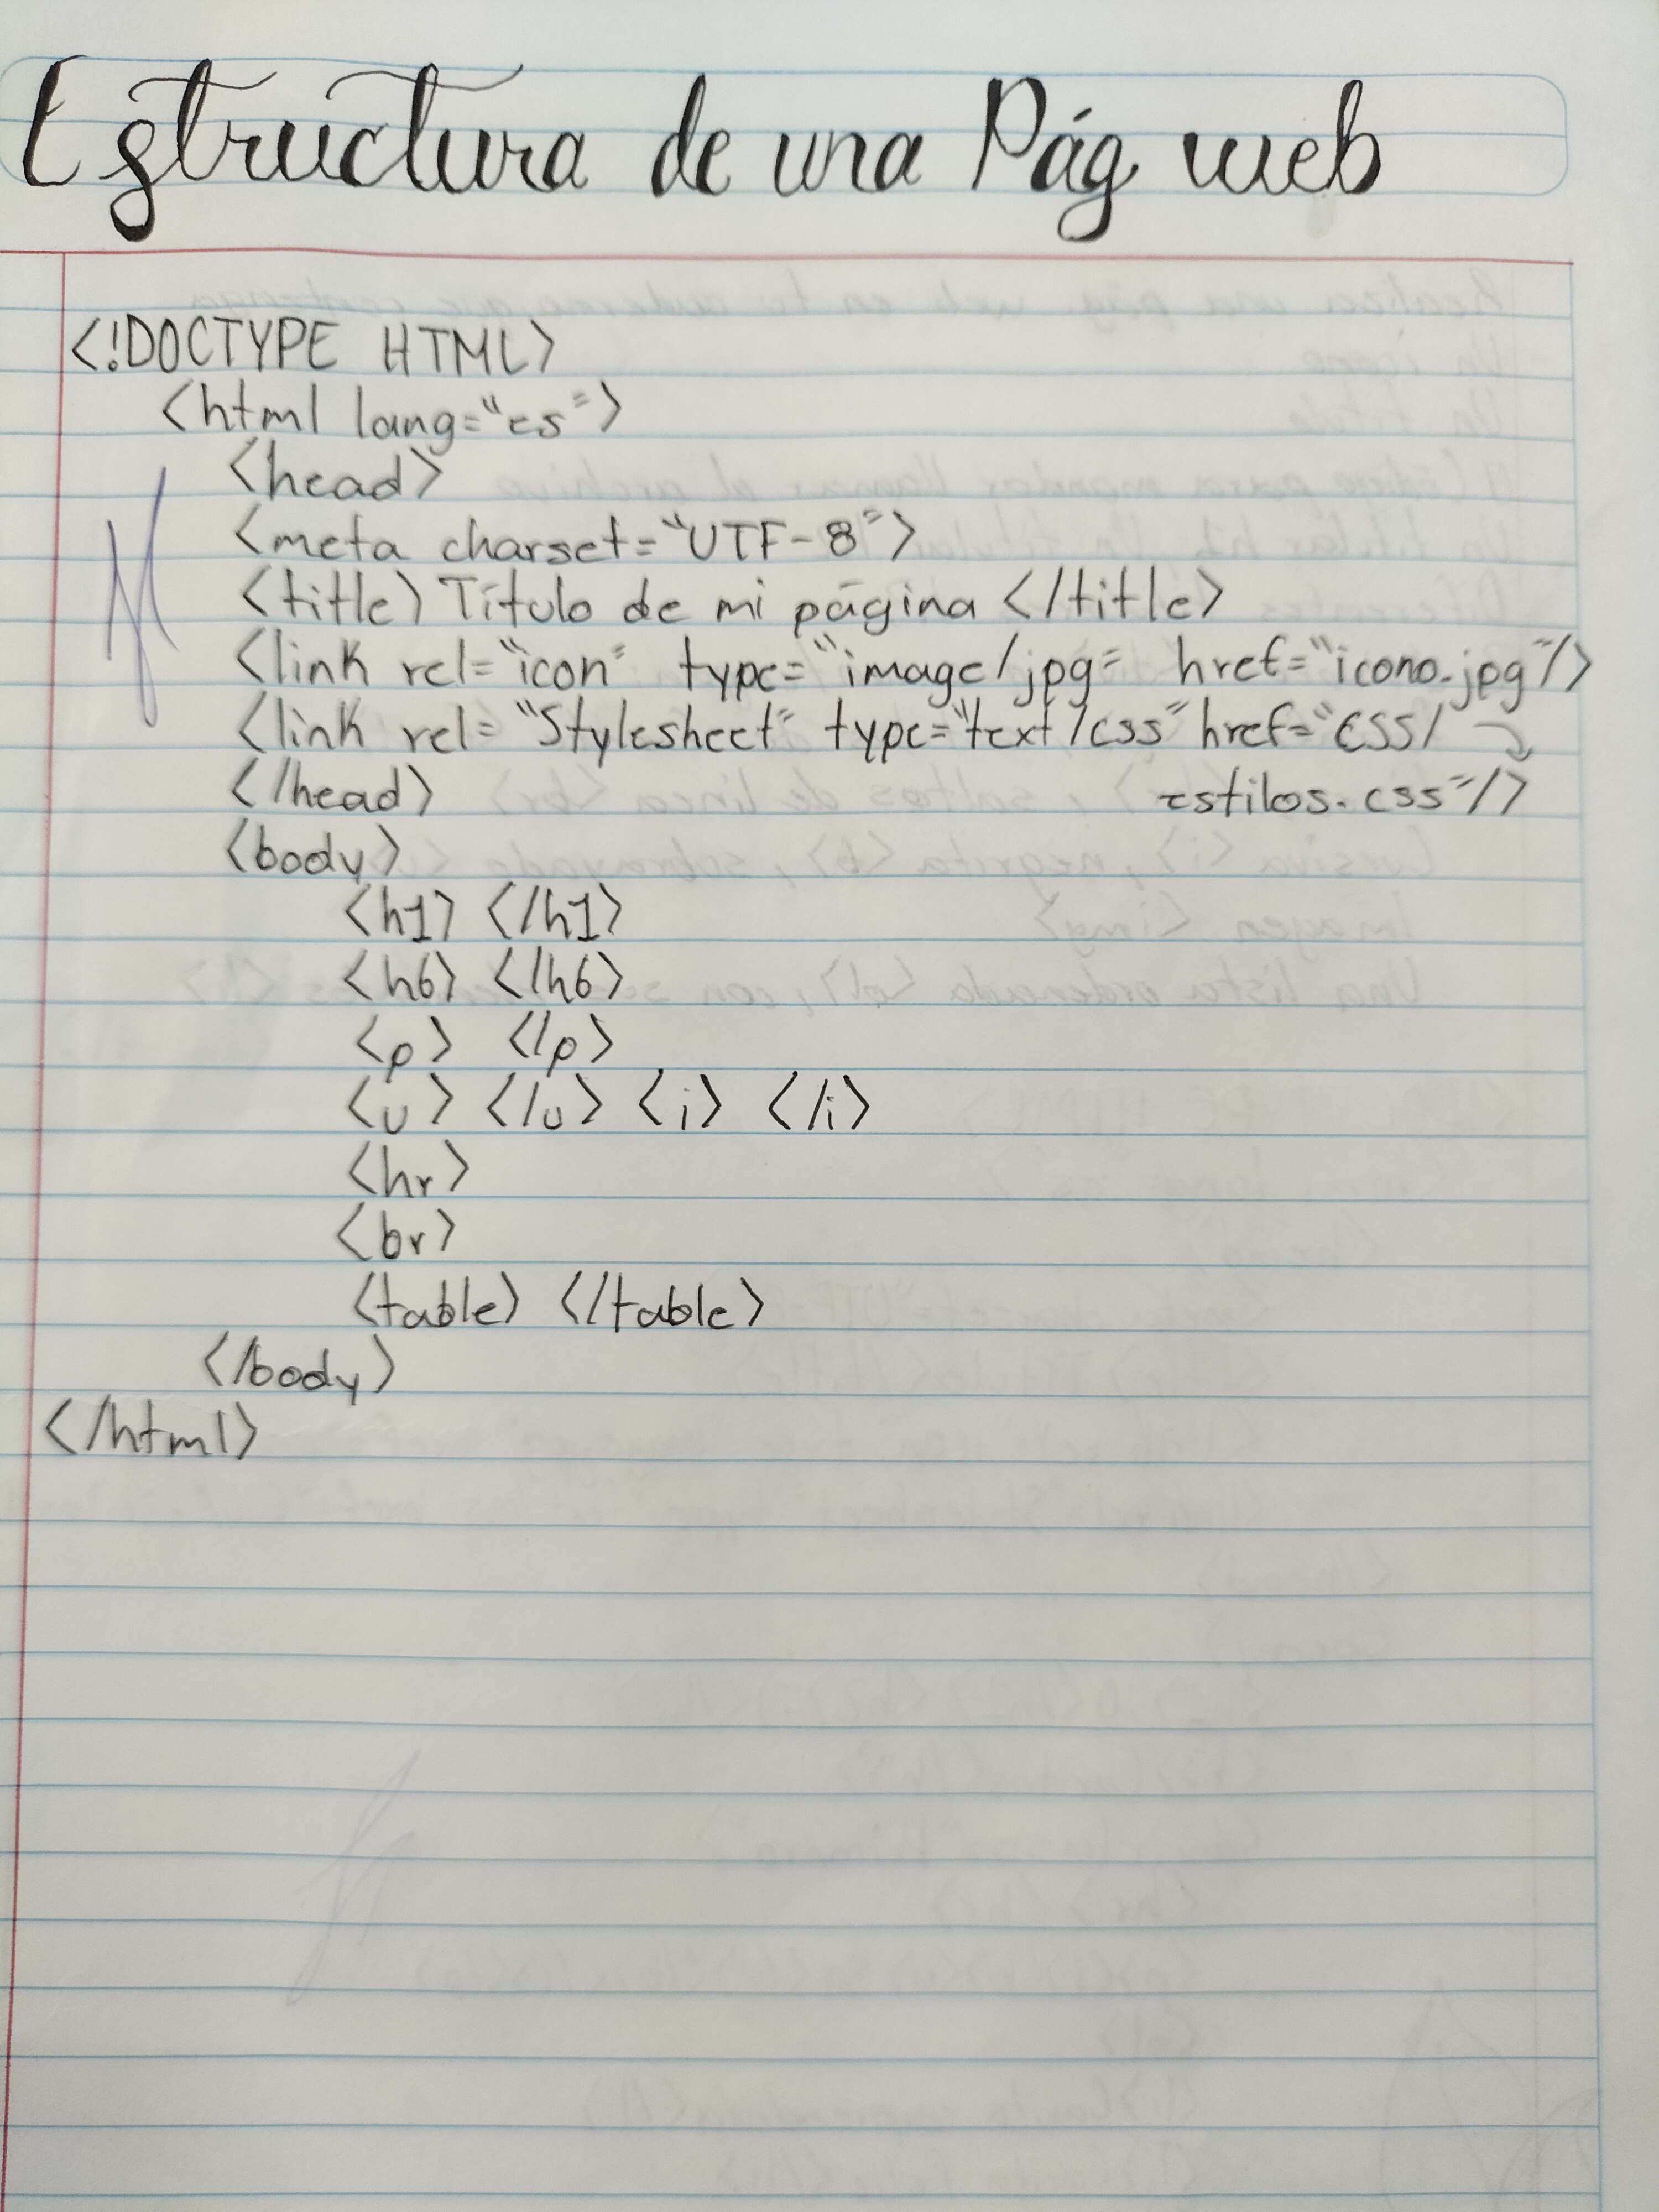 Estructura de una Pág web
<!DOCTYPE HTML>
<html lang="es">
<head>
<meta charset="UTF-8">
<title> Título de mi página </title>
<link rel="icon" type="image/jpg" href="icono.jpg"/>
<link rel="Stylesheet" type="text/css" href="CSS/
</head> estilos.css"/>
<body>
<h1> </h1>
<h6> </h6>
<p> </p>
<u> </u> <i> </i>
<hr>
<br>
<table> </table>
</body>
</html>